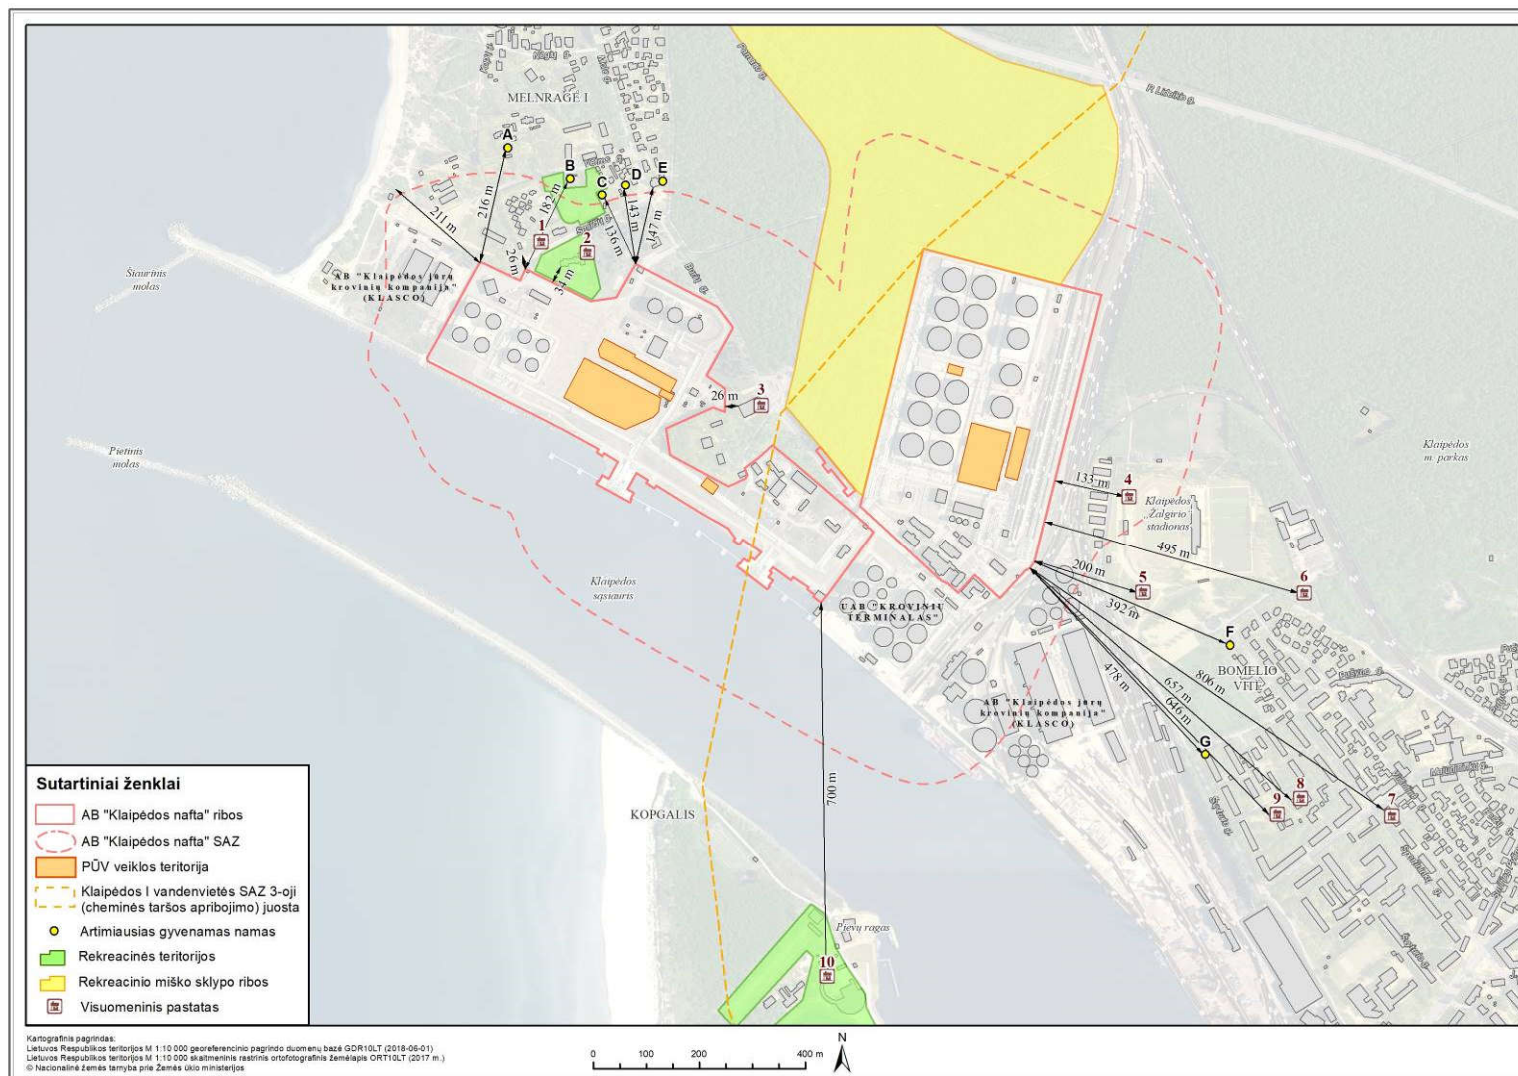 MELNRAGĖ I
Pamario g.
P. Lideikio g.
A
B
C
D
E
211 m
216 m
182 m
136 m
143 m
147 m
26 m
34 m
1
2
Šiaurinis
molas
AB "Klaipėdos jūrų
krovinių kompanija"
(KLASCO)
26 m
3
Pietinis
molas
Klaipėdos
m. parkas
133 m
4
Klaipėdos
„Žalgirio"
stadionas
495 m
200 m
5
6
392 m
F
Klaipėdos
sąsiauris
UAB "KROVINIŲ
TERMINALAS"
BOMELIO
VITĖ
478 m
657 m
806 m
646 m
AB "Klaipėdos jūrų
krovinių kompanija"
(KLASCO)
G
700 m
8
9
7
KOPGALIS
Pievų ragas
10
Sutartiniai ženklai
AB "Klaipėdos nafta" ribos
AB "Klaipėdos nafta" SAZ
PŪV veiklos teritorija
Klaipėdos I vandenvietės SAZ 3-oji
(cheminės taršos apribojimo) juosta
Artimiausias gyvenamas namas
Rekreacinės teritorijos
Rekreacinio miško sklypo ribos
Visuomeninis pastatas
Kartografinis pagrindas:
Lietuvos Respublikos teritorijos M 1:10 000 georeferencinio pagrindo duomenų bazė GDR10LT (2018-06-01)
Lietuvos Respublikos teritorijos M 1:10 000 skaitmeninis rastrinis ortofotografinis žemėlapis ORT10LT (2017 m.)
© Nacionalinė žemės tarnyba prie Žemės ūkio ministerijos
0 100 200 400 m
N